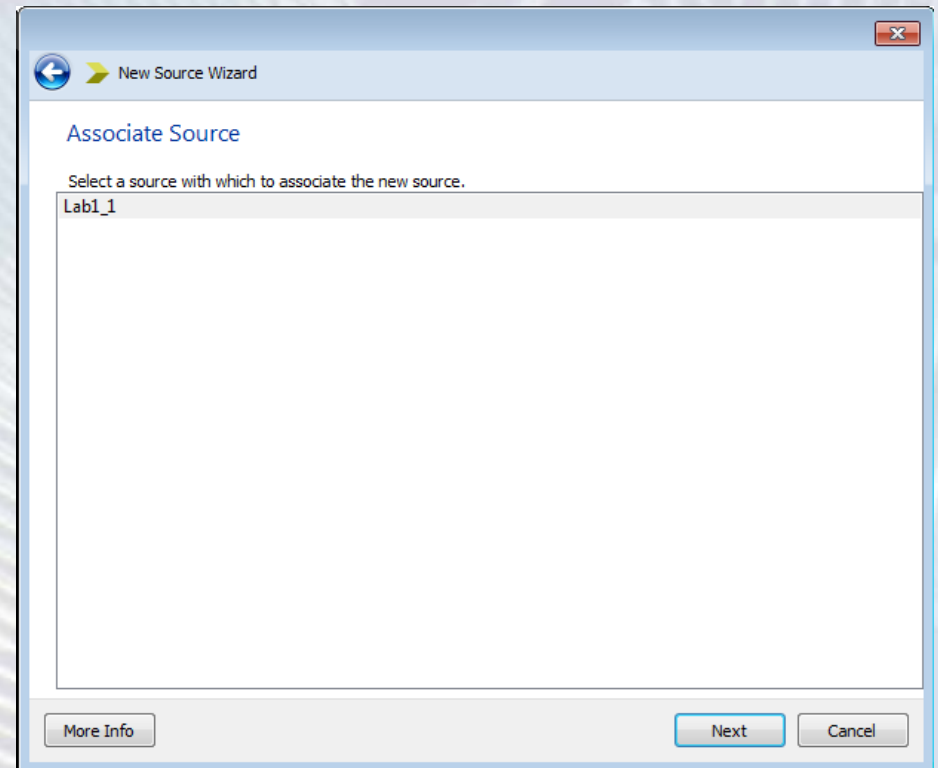 New Source Wizard
Associate Source
Select a source with which to associate the new source.
Lab1_1
More Info
Next
Cancel